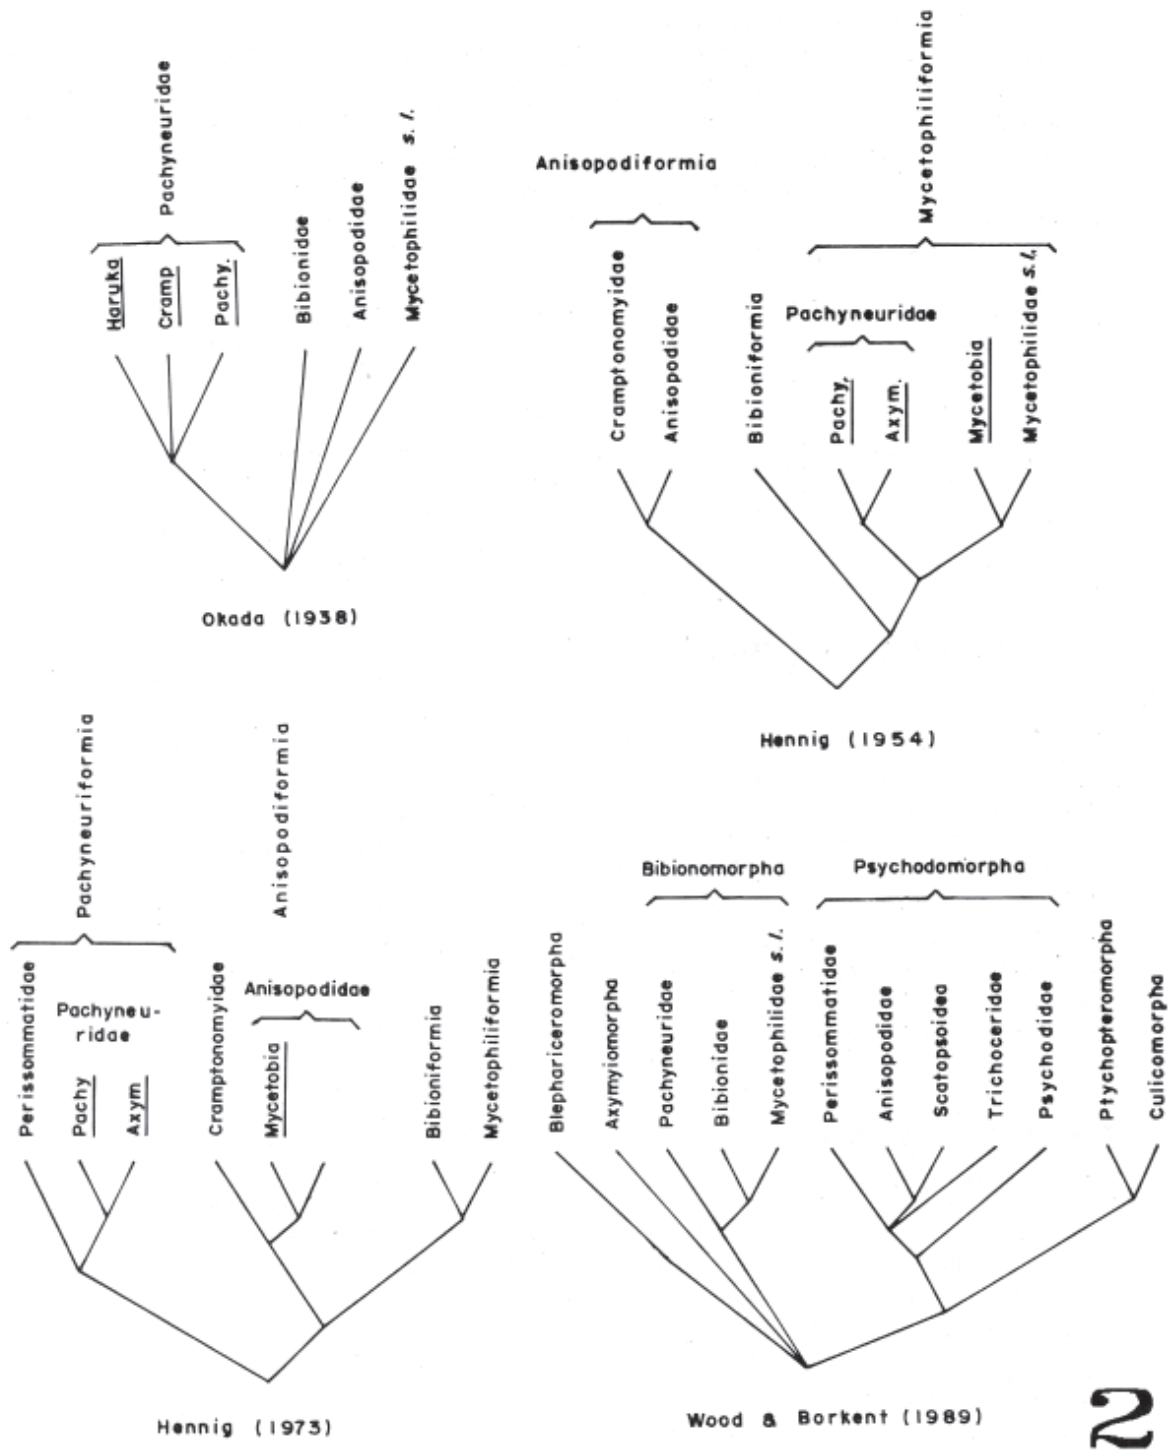 Pachyneuridae
Haruka
Cramp
Pachy.
Bibionidae
Anisopodidae
Mycetophilidae s. l.
Okada (1938)
Anisopodiformia
Mycetophiliformia
Cramptonomyidae
Anisopodidae
Bibioniformia
Pachyneuridae
Pachy.
Axym.
Mycetobia
Mycetophilidae s. l.
Hennig (1954)
Pachyneuriformia
Anisopodiformia
Perissommatidae
Pachyneu-
ridae
Pachy
Axym
Cramptonomyidae
Anisopodidae
Mycetobia
Bibioniformia
Mycetophiliformia
Hennig (1973)
Bibionomorpha
Psychodomorpha
Blephariceromorpha
Axymyiomorpha
Pachyneuridae
Bibionidae
Mycetophilidae s. l.
Perissommatidae
Anisopodidae
Scatopsoidea
Trichoceridae
Psychodidae
Ptychopteromorpha
Culicomorpha
Wood & Borkent (1989)
2